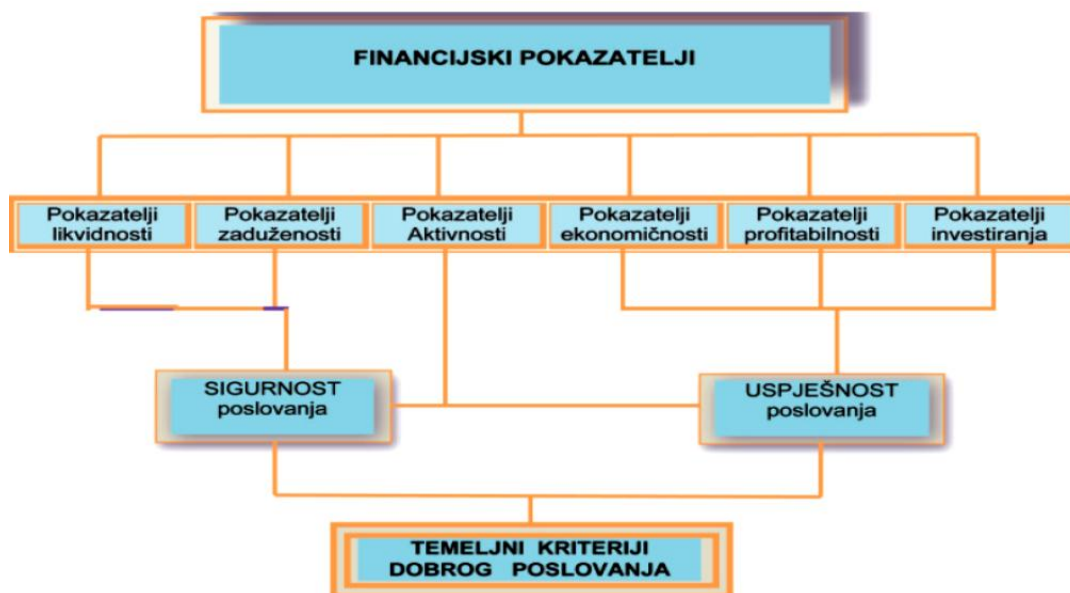 FINANCIJSKI POKAZATELJI
Pokazatelji
likvidnosti
Pokazatelji
zaduženosti
Pokazatelji
Aktivnosti
Pokazatelji
ekonomičnosti
Pokazatelji
profitabilnosti
Pokazatelji
investiranja
SIGURNOST
poslovanja
USPJEŠNOST
poslovanja
TEMELJNI KRITERIJI
DOBROG POSLOVANJA